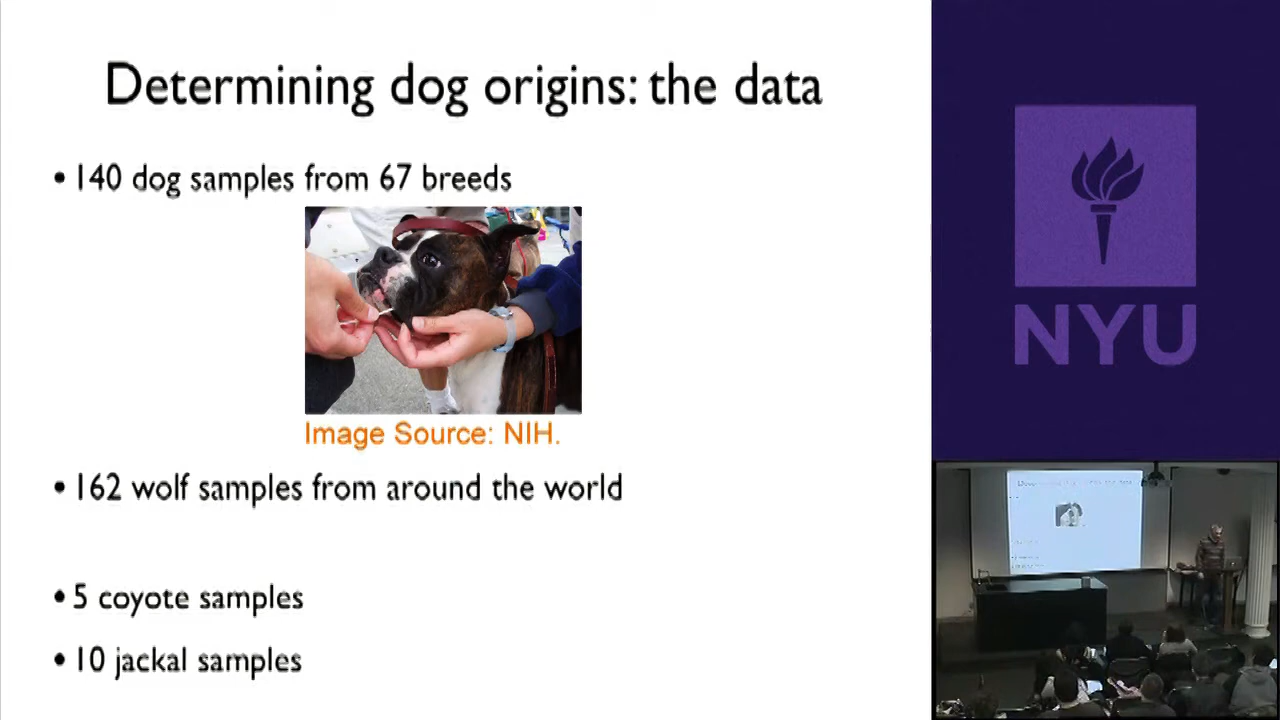 Determining dog origins: the data
• 140 dog samples from 67 breeds
Image Source: NIH.
• 162 wolf samples from around the world
• 5 coyote samples
• 10 jackal samples
NYU